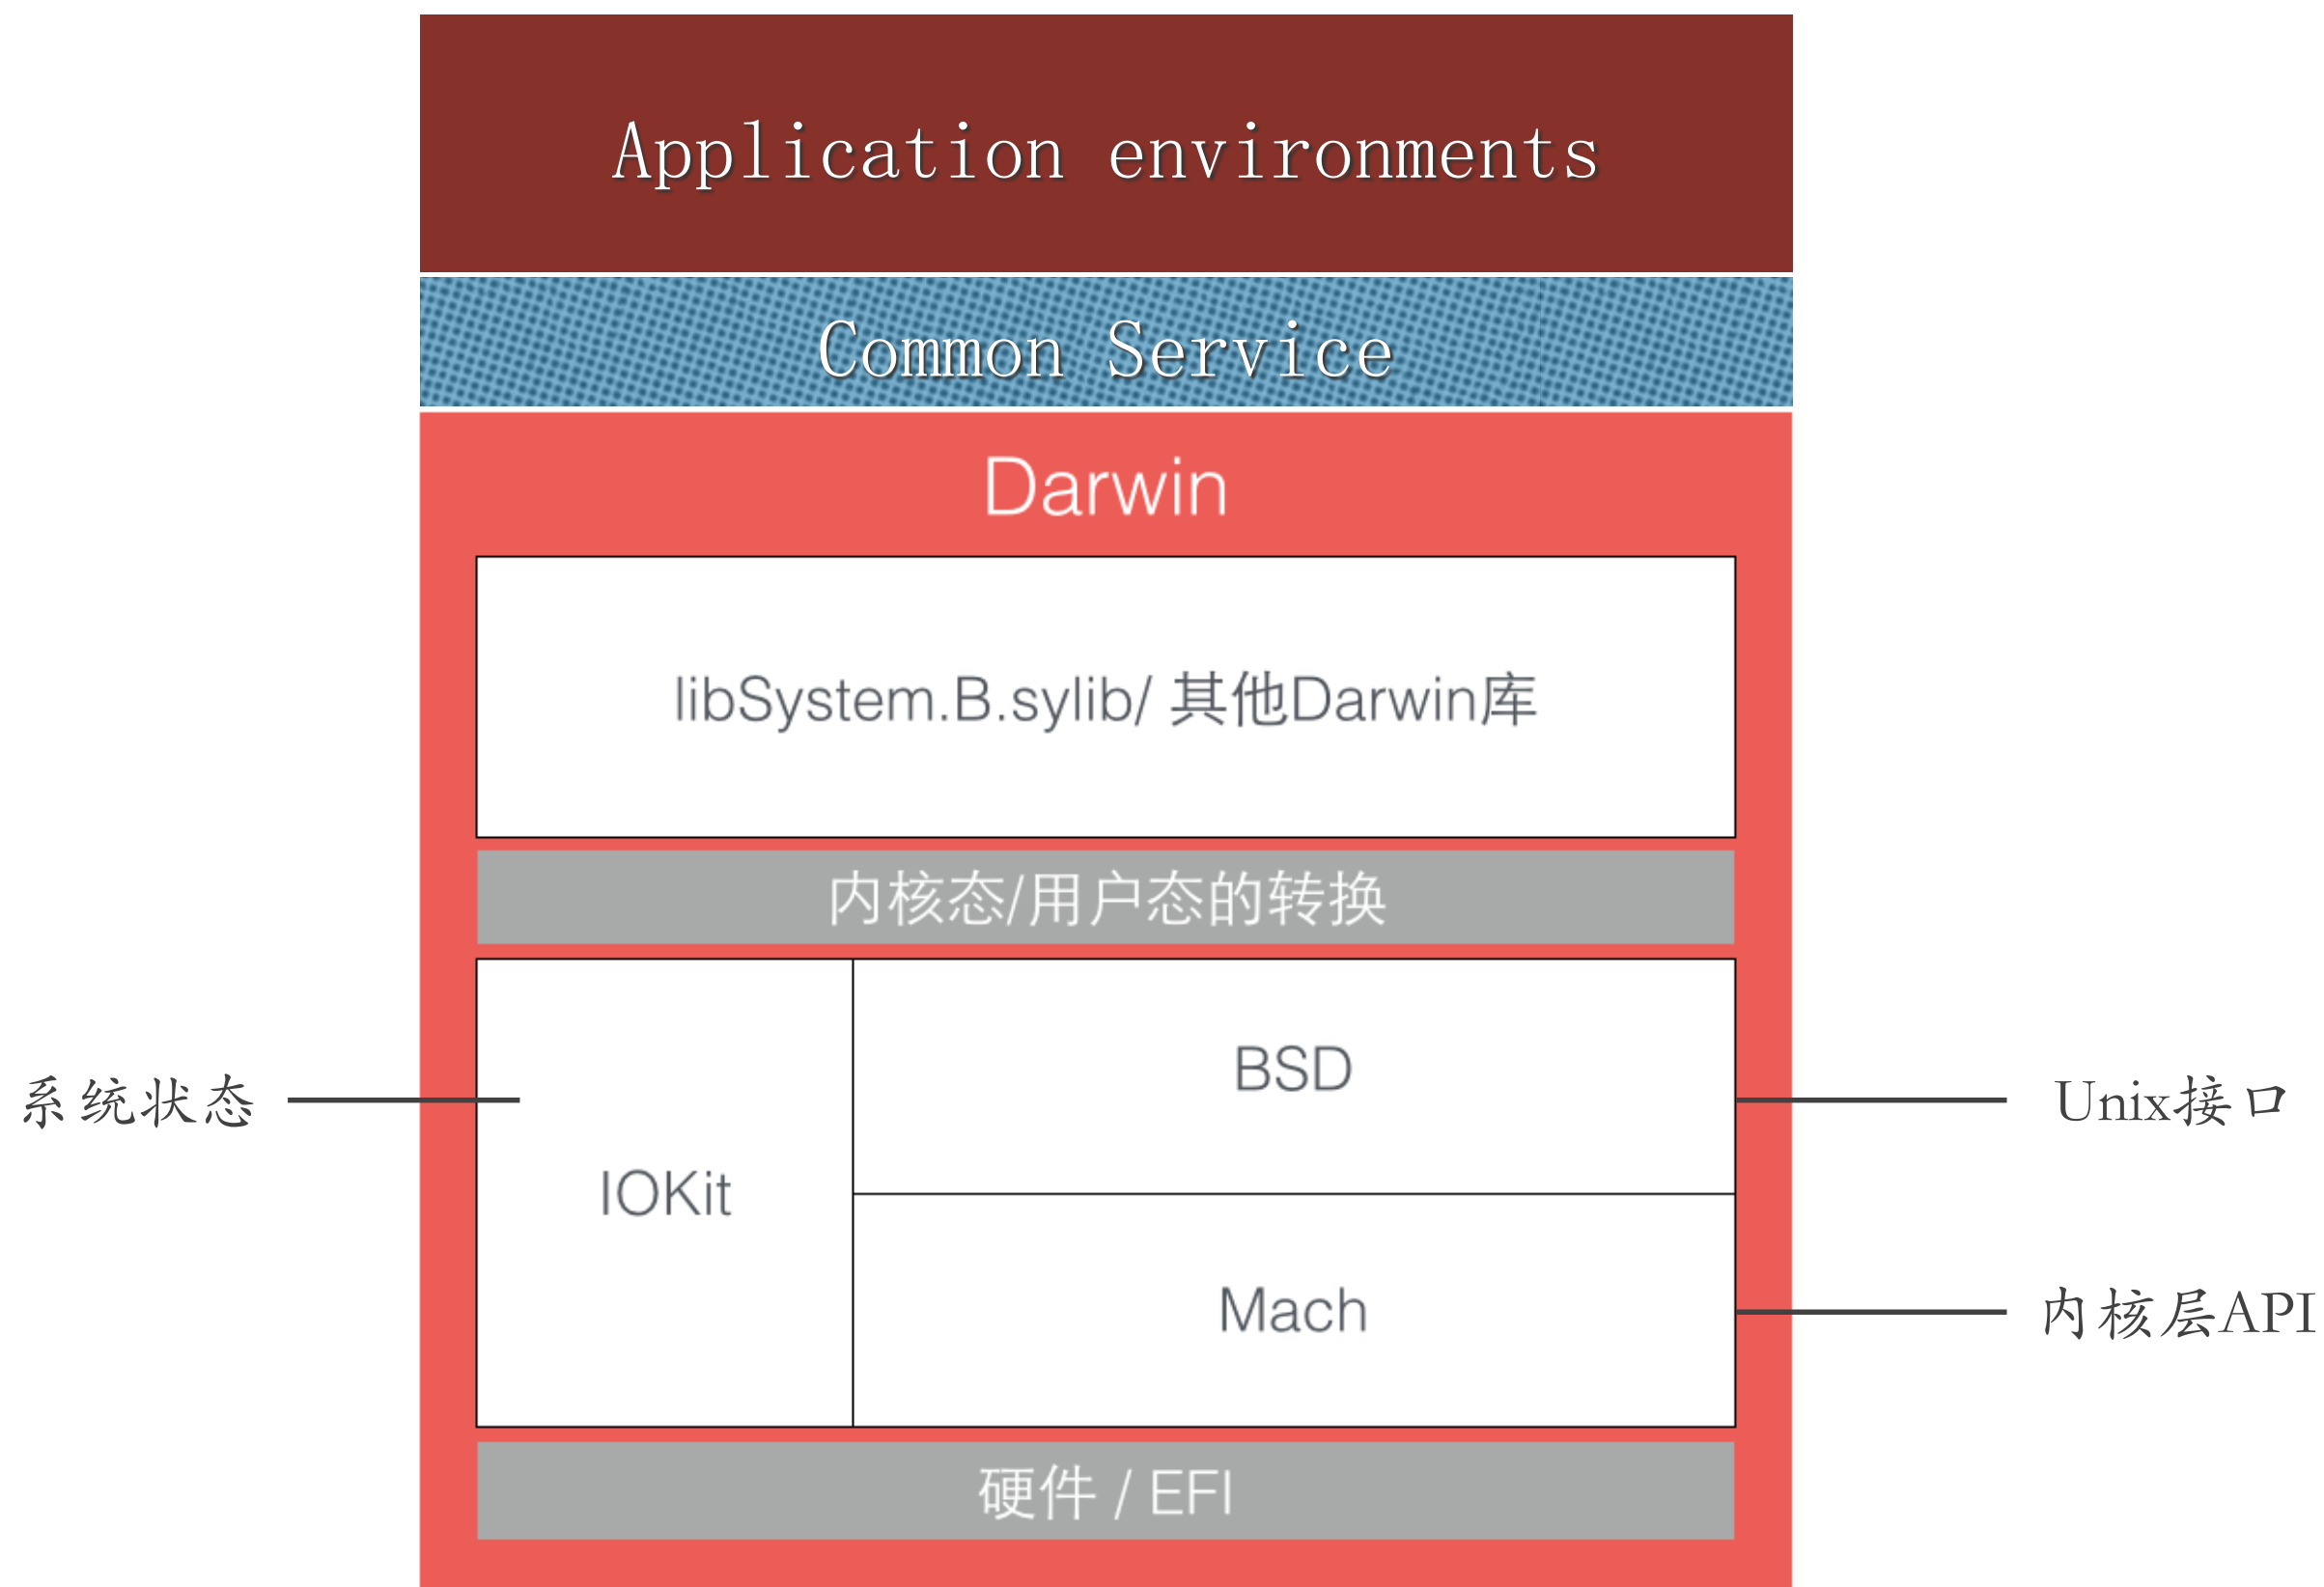 Application environments
Common Service
Darwin
libSystem.B.sylib/ 其他Darwin库
内核态/用户态的转换
系统状态
BSD
Unix接口
IOKit
Mach
内核层API
硬件 / EFI